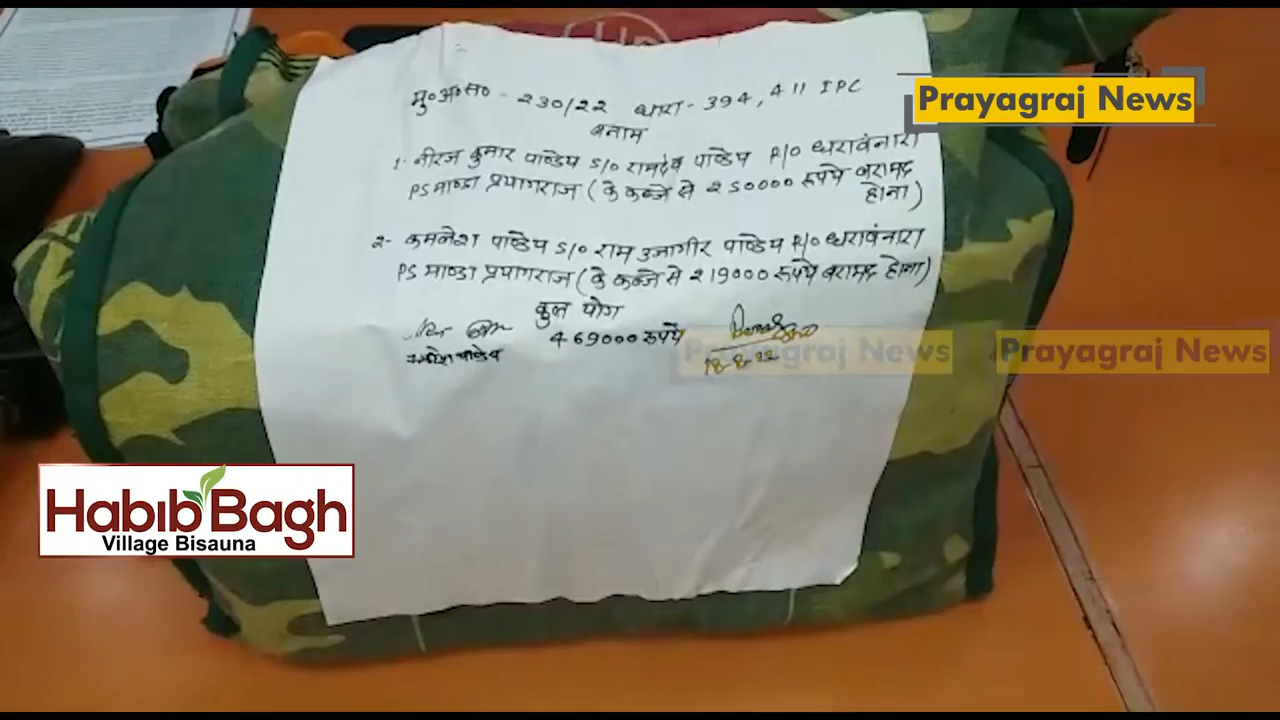 Prayagraj News
मु०अ०स० - 230/22 धारा - 394, 411 IPC
बनाम
1- नीरज कुमार पाण्डेय S/O रामदेव पाण्डेय R/O धरावंनारा
PS माण्डा प्रयागराज (के कब्जे से 250000 रूपये बरामद
होना)
2- कमलेश पाण्डेय S/O राम उजागीर पाण्डेय R/O धरावंनारा
PS माण्डा प्रयागराज (के कब्जे से 219000 रूपये बरामद होना)
कुल योग
469000 रूपये
18-8-22
Prayagraj News
Prayagraj News
Habib Bagh
Village Bisauna